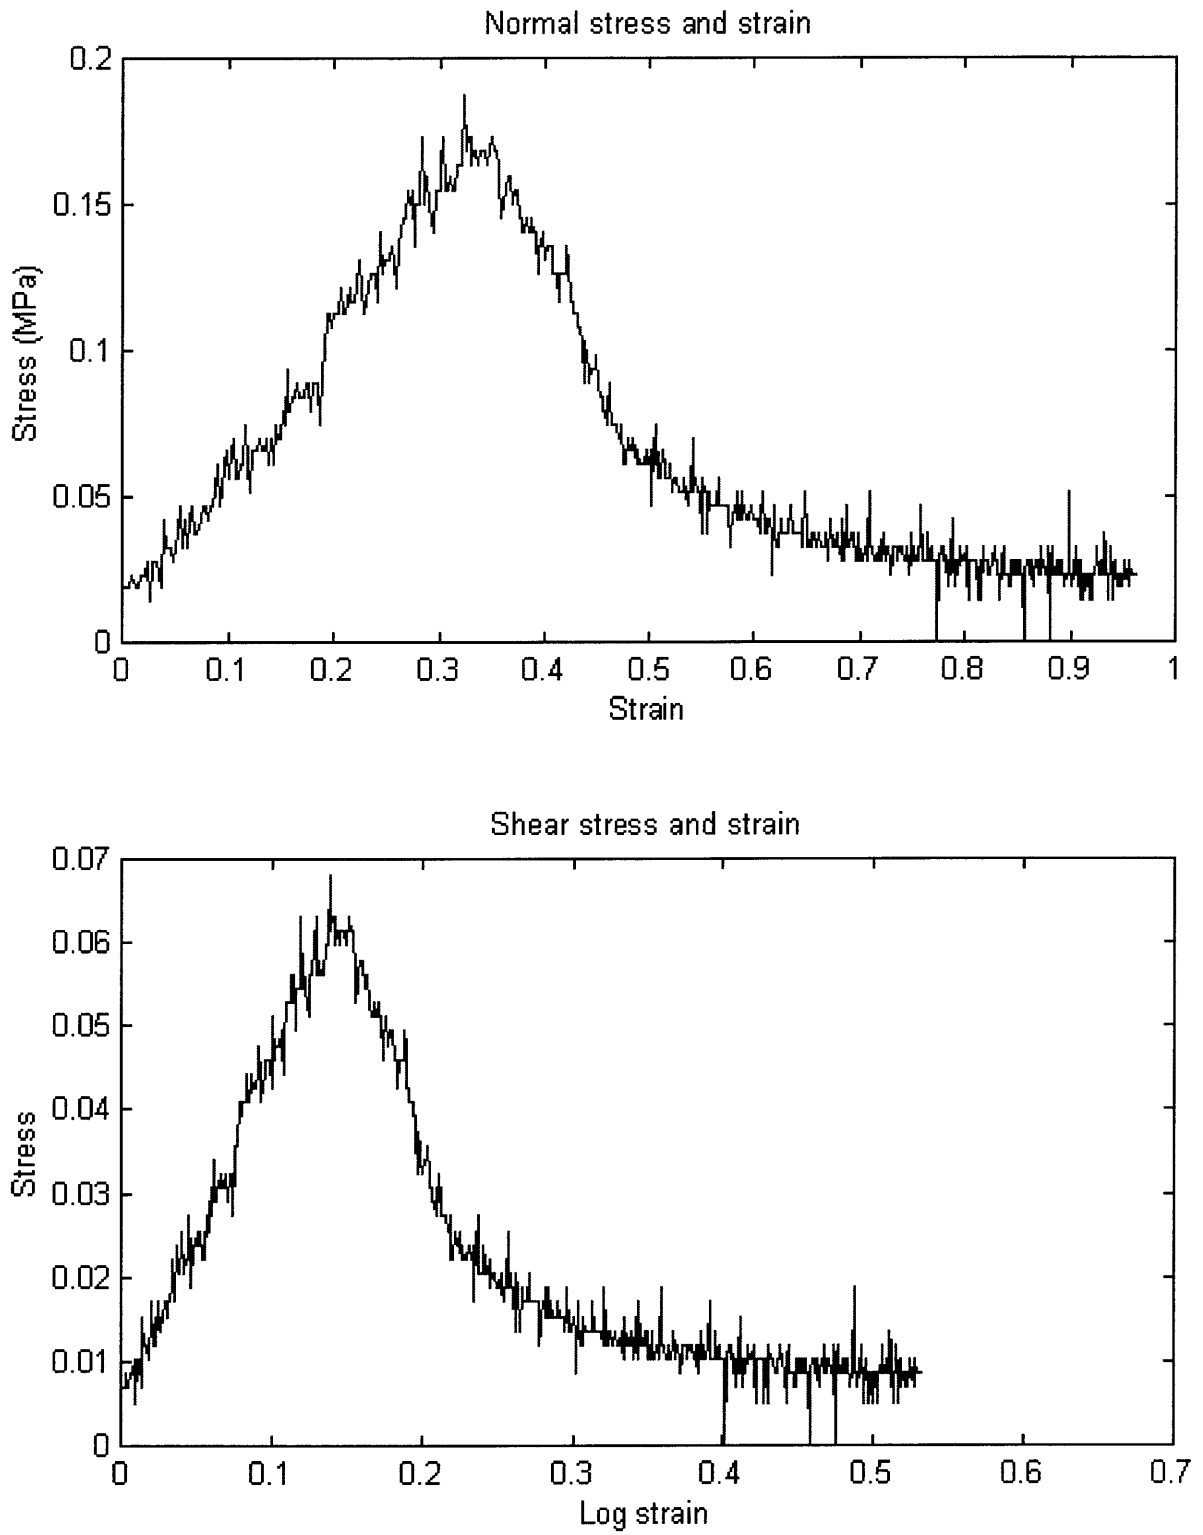 Normal stress and strain
0.2
0.15
0.1
0.05
0
Stress (MPa)
0 0.1 0.2 0.3 0.4 0.5 0.6 0.7 0.8 0.9 1
Strain
Shear stress and strain
0.07
0.06
0.05
0.04
0.03
0.02
0.01
0
Stress
0 0.1 0.2 0.3 0.4 0.5 0.6 0.7
Log strain